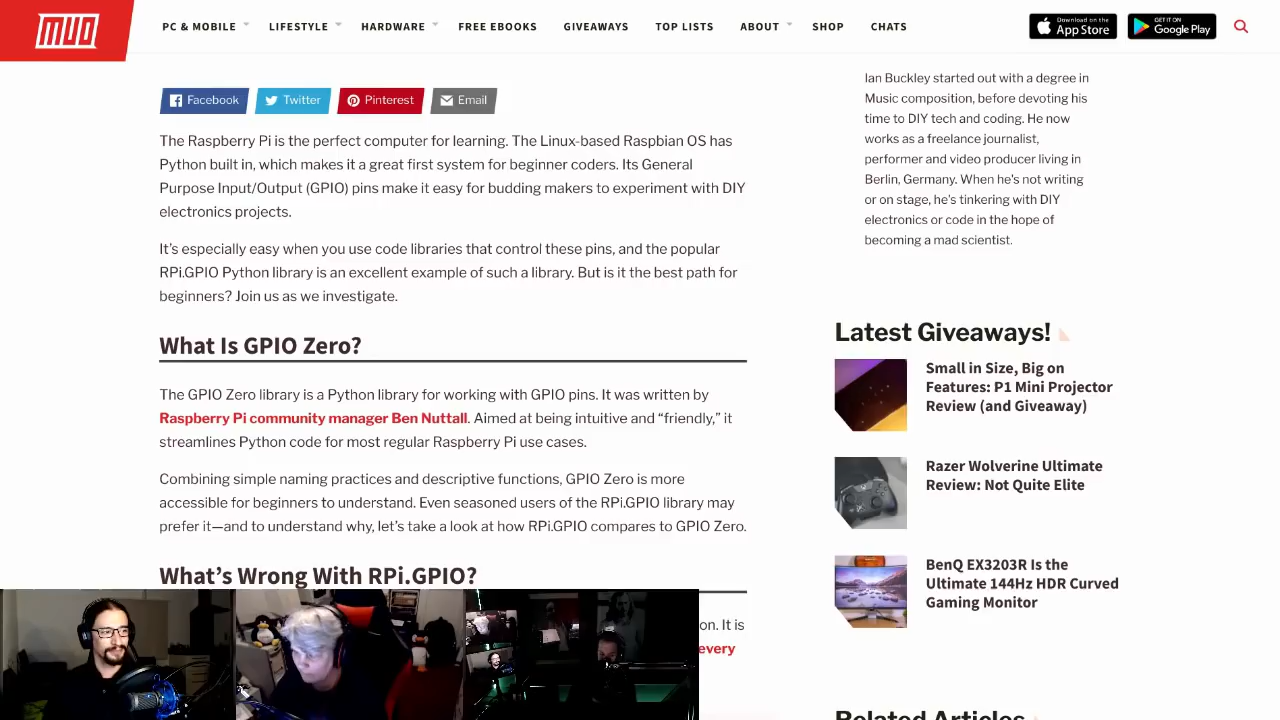 MUO
PC & MOBILE
LIFESTYLE
HARDWARE
FREE EBOOKS
GIVEAWAYS
TOP LISTS
ABOUT
SHOP
CHATS
Download on the
App Store
GET IT ON
Google Play
Facebook
Twitter
Pinterest
Email
The Raspberry Pi is the perfect computer for learning. The Linux-based Raspbian OS has
Python built in, which makes it a great first system for beginner coders. Its General
Purpose Input/Output (GPIO) pins make it easy for budding makers to experiment with DIY
electronics projects.
It’s especially easy when you use code libraries that control these pins, and the popular
RPi.GPIO Python library is an excellent example of such a library. But is it the best path for
beginners? Join us as we investigate.
What Is GPIO Zero?
The GPIO Zero library is a Python library for working with GPIO pins. It was written by
Raspberry Pi community manager Ben Nuttall. Aimed at being intuitive and “friendly,” it
streamlines Python code for most regular Raspberry Pi use cases.
Combining simple naming practices and descriptive functions, GPIO Zero is more
accessible for beginners to understand. Even seasoned users of the RPi.GPIO library may
prefer it—and to understand why, let’s take a look at how RPi.GPIO compares to GPIO Zero.
What’s Wrong With RPi.GPIO?
on. It is
every
Ian Buckley started out with a degree in
Music composition, before devoting his
time to DIY tech and coding. He now
works as a freelance journalist,
performer and video producer living in
Berlin, Germany. When he's not writing
or on stage, he's tinkering with DIY
electronics or code in the hope of
becoming a mad scientist.
Latest Giveaways!
Small in Size, Big on
Features: P1 Mini Projector
Review (and Giveaway)
Razer Wolverine Ultimate
Review: Not Quite Elite
BenQ EX3203R Is the
Ultimate 144Hz HDR Curved
Gaming Monitor
Related Articles